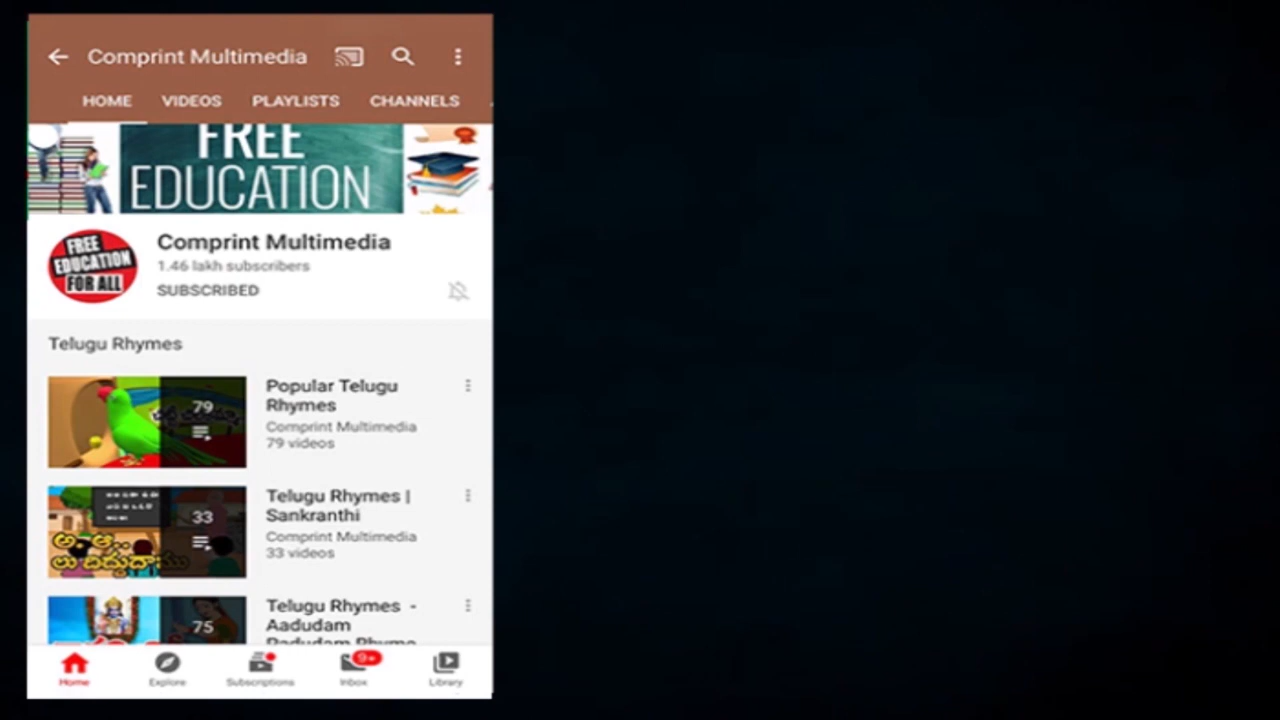 Comprint Multimedia
HOME VIDEOS PLAYLISTS CHANNELS
FREE
EDUCATION
FREE
EDUCATION
FOR ALL
Comprint Multimedia
1.46 lakh subscribers
SUBSCRIBED
Telugu Rhymes
79
Popular Telugu
Rhymes
Comprint Multimedia
79 videos
అ, ఆ,..
లు దిద్దుదాము
33
Telugu Rhymes |
Sankranthi
Comprint Multimedia
33 videos
75
Telugu Rhymes -
Aadudam
Padudam Rhyme
9+
Home Explore Subscriptions Inbox Library